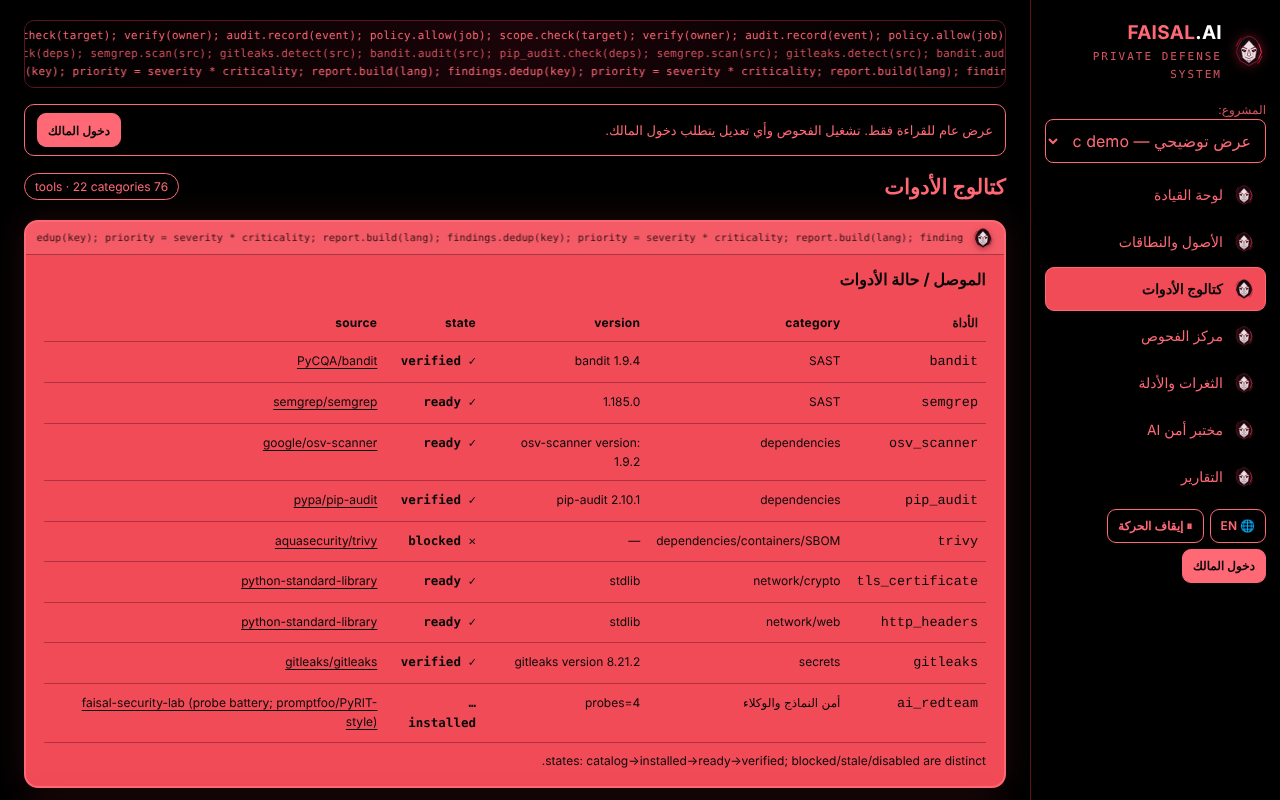 check(target); verify(owner); audit.record(event); policy.allow(job); scope.check(target); verify(owner); audit.record(event); policy.allow(job)
ck(deps); semgrep.scan(src); gitleaks.detect(src); bandit.audit(src); pip_audit.check(deps); semgrep.scan(src); gitleaks.detect(src); bandit.aud
(key); priority = severity * criticality; report.build(lang); findings.dedup(key); priority = severity * criticality; report.build(lang); findin
عرض عام للقراءة فقط. تشغيل الفحوص وأي تعديل يتطلب دخول المالك.
دخول المالك
كتالوج الأدوات
tools · 22 categories 76
edup(key); priority = severity * criticality; report.build(lang); findings.dedup(key); priority = severity * criticality; report.build(lang); finding
الموصل / حالة الأدوات
الأداة category version state source
bandit SAST bandit 1.9.4 verified ✓ PyCQA/bandit
semgrep SAST 1.185.0 ready ✓ semgrep/semgrep
osv_scanner dependencies osv-scanner version: ready ✓ google/osv-scanner
1.9.2
pip_audit dependencies pip-audit 2.10.1 verified ✓ pypa/pip-audit
trivy dependencies/containers/SBOM — blocked × aquasecurity/trivy
tls_certificate network/crypto stdlib ready ✓ python-standard-library
http_headers network/web stdlib ready ✓ python-standard-library
gitleaks secrets gitleaks version 8.21.2 verified ✓ gitleaks/gitleaks
ai_redteam أمن النماذج والوكلاء probes=4 … faisal-security-lab (probe battery; promptfoo/PyRIT-
installed style)
.states: catalog→installed→ready→verified; blocked/stale/disabled are distinct
FAISAL.AI
PRIVATE DEFENSE
SYSTEM
المشروع:
عرض توضيحي — c demo
لوحة القيادة
الأصول والنطاقات
كتالوج الأدوات
مركز الفحوص
الثغرات والأدلة
مختبر أمن AI
التقارير
🌐 EN
⏸ إيقاف الحركة
دخول المالك